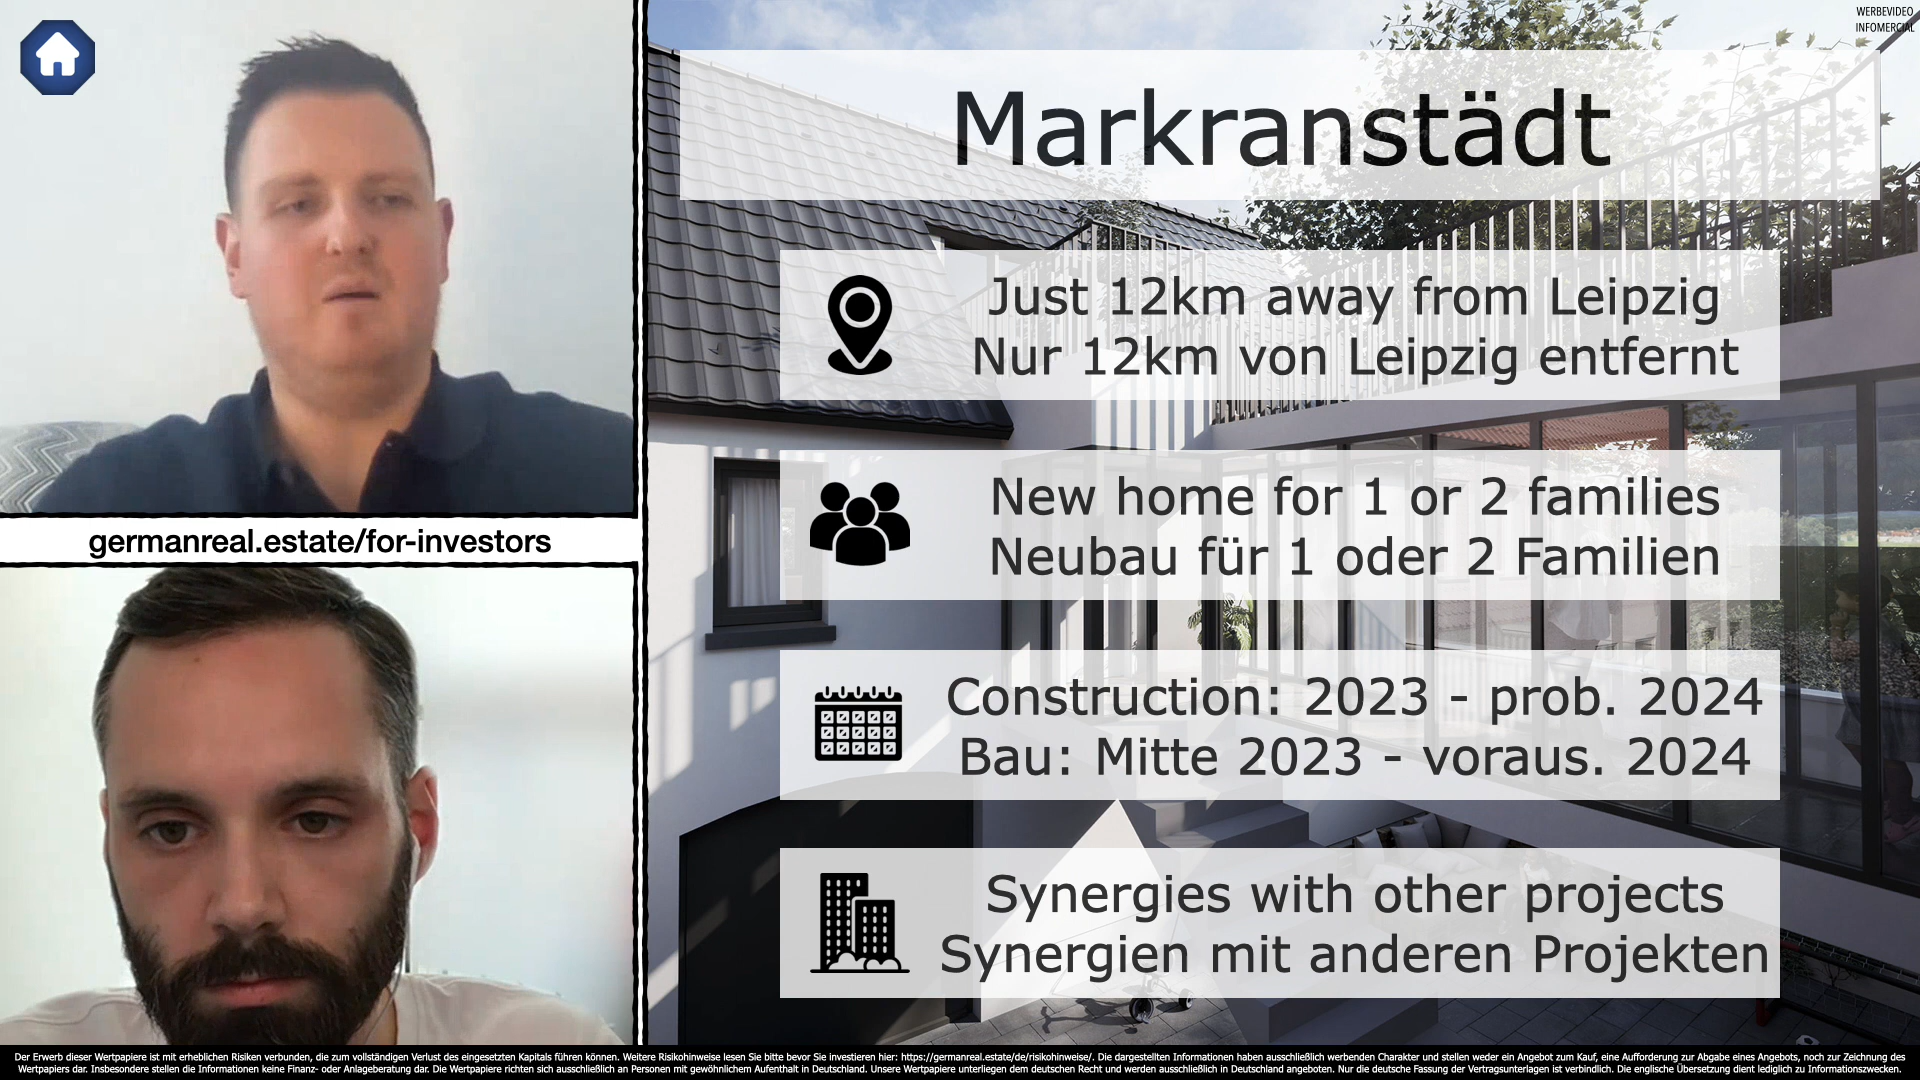 WERBEVIDEO
INFOMERCIAL
Markranstädt
Just 12km away from Leipzig
Nur 12km von Leipzig entfernt
New home for 1 or 2 families
Neubau für 1 oder 2 Familien
Construction: 2023 - prob. 2024
Bau: Mitte 2023 - voraus. 2024
Synergies with other projects
Synergien mit anderen Projekten
germanreal.estate/for-investors
Der Erwerb dieser Wertpapiere ist mit erheblichen Risiken verbunden, die zum vollständigen Verlust des eingesetzten Kapitals führen können. Weitere Risikohinweise lesen Sie bitte bevor Sie investieren hier: https://germanreal.estate/de/risikohinweise/. Die dargestellten Informationen haben ausschließlich werbenden Charakter und stellen weder ein Angebot zum Kauf, eine Aufforderung zur Abgabe eines Angebots, noch zur Zeichnung des
Wertpapiers dar. Insbesondere stellen die Informationen keine Finanz- oder Anlageberatung dar. Die Wertpapiere richten sich ausschließlich an Personen mit gewöhnlichem Aufenthalt in Deutschland. Unsere Wertpapiere unterliegen dem deutschen Recht und werden ausschließlich in Deutschland angeboten. Nur die deutsche Fassung der Vertragsunterlagen ist verbindlich. Die englische Übersetzung dient lediglich zu Informationszwecken.